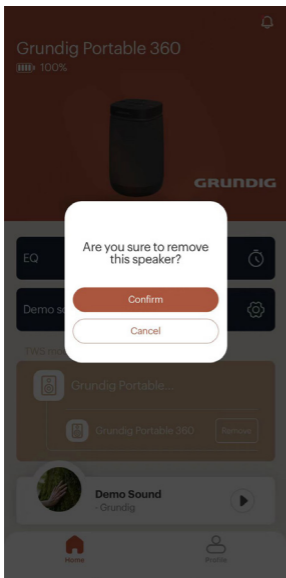 Grundig Portable 360
100%
GRUNDIG
Are you sure to remove
this speaker?
EQ
Confirm
Demo so
Cancel
TWS mod
Grundig Portable...
Grundig Portable 360
Remove
Demo Sound
- Grundig
Home
Profile